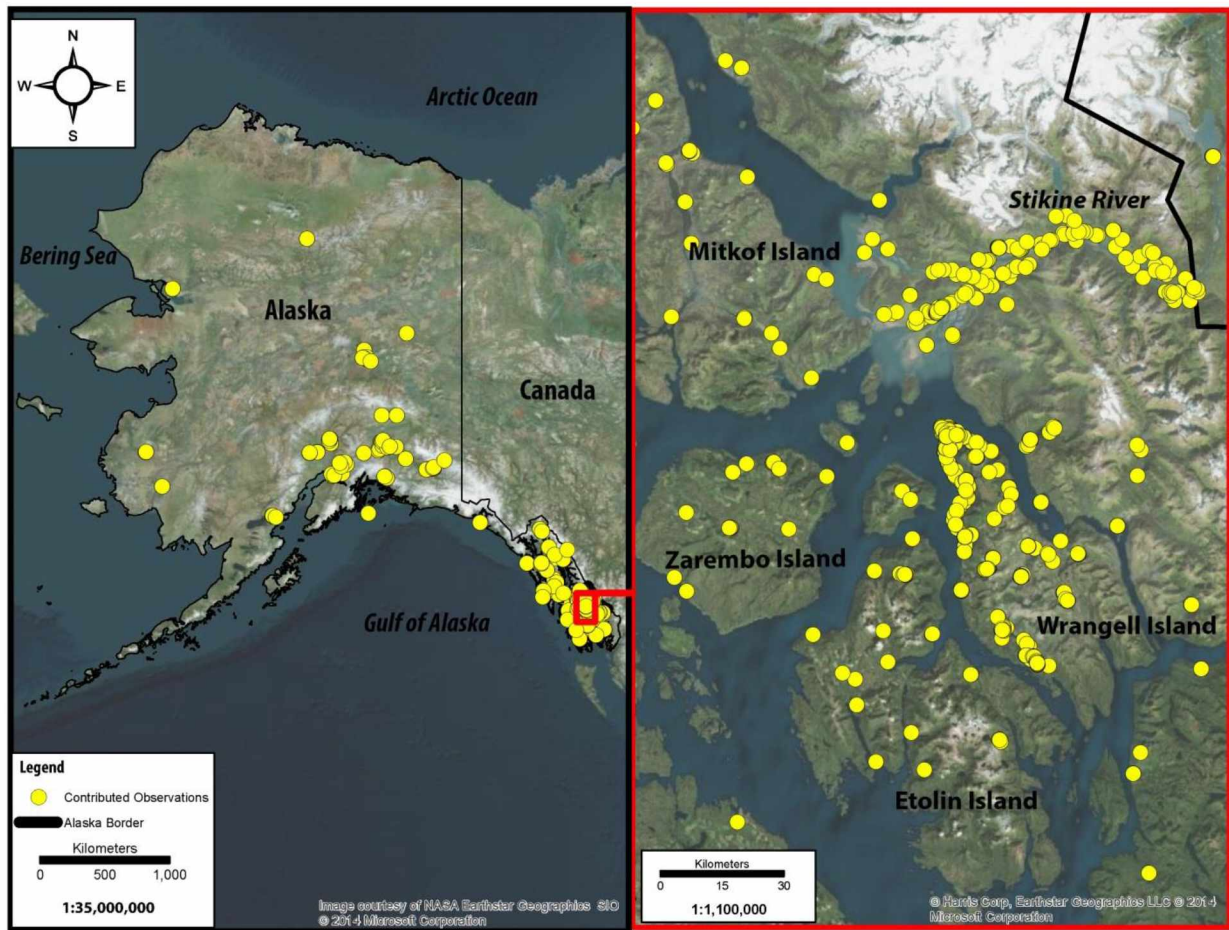 N
W E
S
Arctic Ocean
Bering Sea
Alaska
Canada
Gulf of Alaska
Legend
Contributed Observations
Alaska Border
Kilometers
0 500 1,000
1:35,000,000
Image courtesy of NASA Earthstar Geographics SIO
© 2014 Microsoft Corporation
Stikine River
Mitkof Island
Zarembo Island
Wrangell Island
Etolin Island
Kilometers
0 15 30
1:1,100,000
© Harris Corp, Earthstar Geographics LLC © 2014
Microsoft Corporation